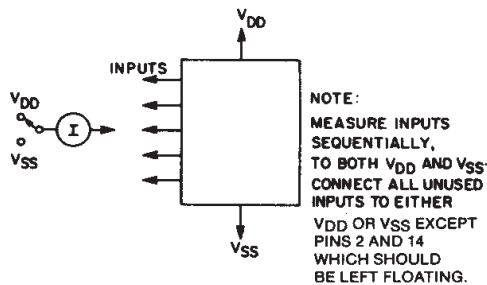 VDD
INPUTS
VDD
I
VSS
VSS
NOTE:
MEASURE INPUTS
SEQUENTIALLY,
TO BOTH VDD AND VSS.
CONNECT ALL UNUSED
INPUTS TO EITHER
VDD OR VSS EXCEPT
PINS 2 AND 14
WHICH SHOULD
BE LEFT FLOATING.